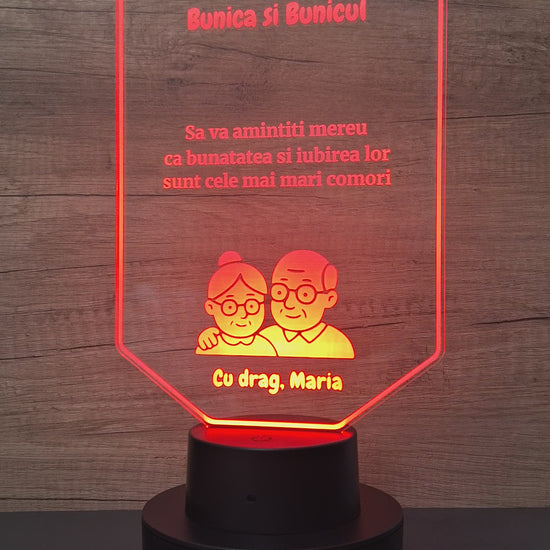 Bunica si Bunicul
Sa va amintiti mereu
ca bunatatea si iubirea lor
sunt cele mai mari comori
Cu drag, Maria